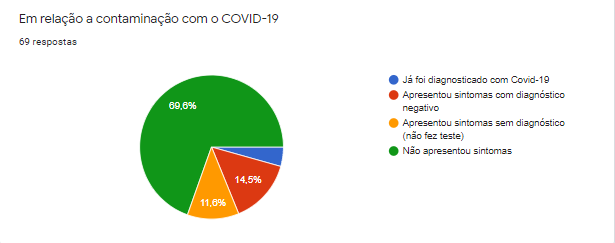 Em relação a contaminação com o COVID-19
69 respostas
Já foi diagnosticado com Covid-19
Apresentou sintomas com diagnóstico
negativo
Apresentou sintomas sem diagnóstico
(não fez teste)
Não apresentou sintomas
69,6%
14,5%
11,6%